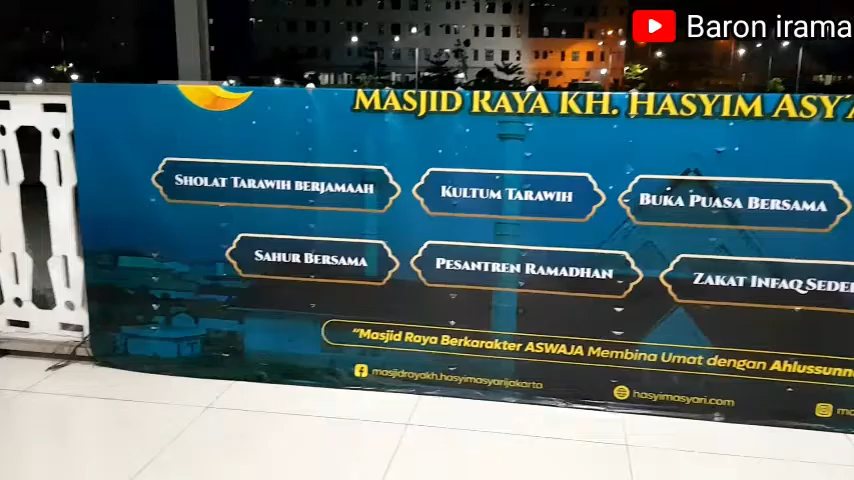 Baron irama
MASJID RAYA KH. HASYIM ASY'A
SHOLAT TARAWIH BERJAMAAH
KULTUM TARAWIH
BUKA PUASA BERSAMA
SAHUR BERSAMA
PESANTREN RAMADHAN
ZAKAT INFAQ SEDE
"Masjid Raya Berkarakter ASWAJA Membina Umat dengan Ahlussunn
masjidrayakh.hasyimasyarijakarta
hasyimasyari.com